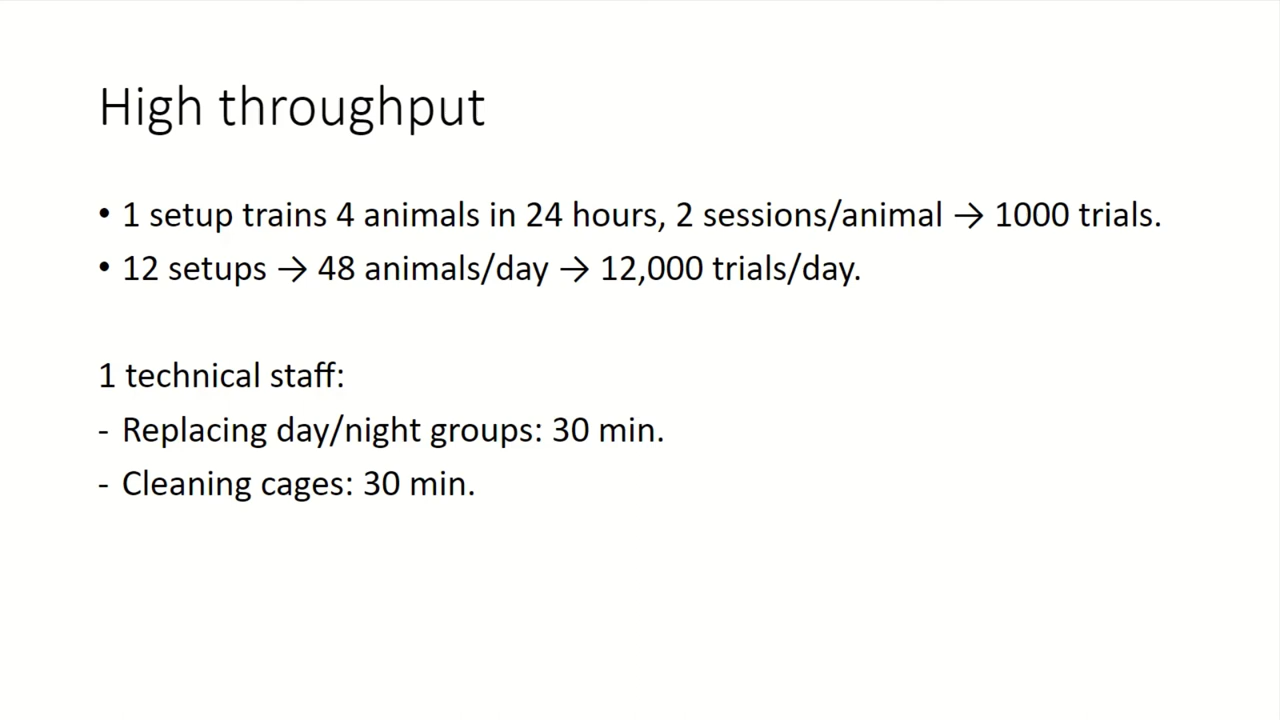 High throughput
• 1 setup trains 4 animals in 24 hours, 2 sessions/animal → 1000 trials.
• 12 setups → 48 animals/day → 12,000 trials/day.
1 technical staff:
- Replacing day/night groups: 30 min.
- Cleaning cages: 30 min.